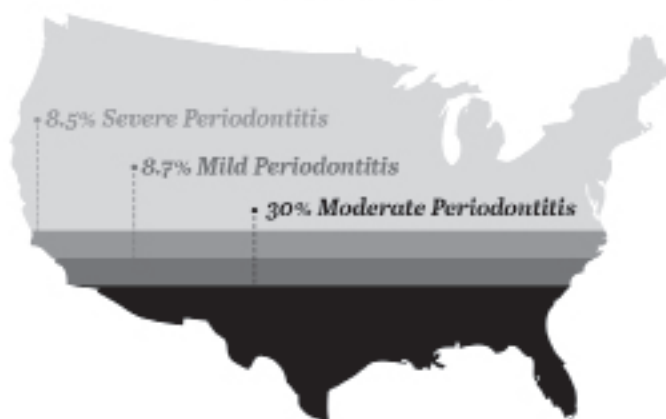 8.5% Severe Periodontitis
8.7% Mild Periodontitis
30% Moderate Periodontitis